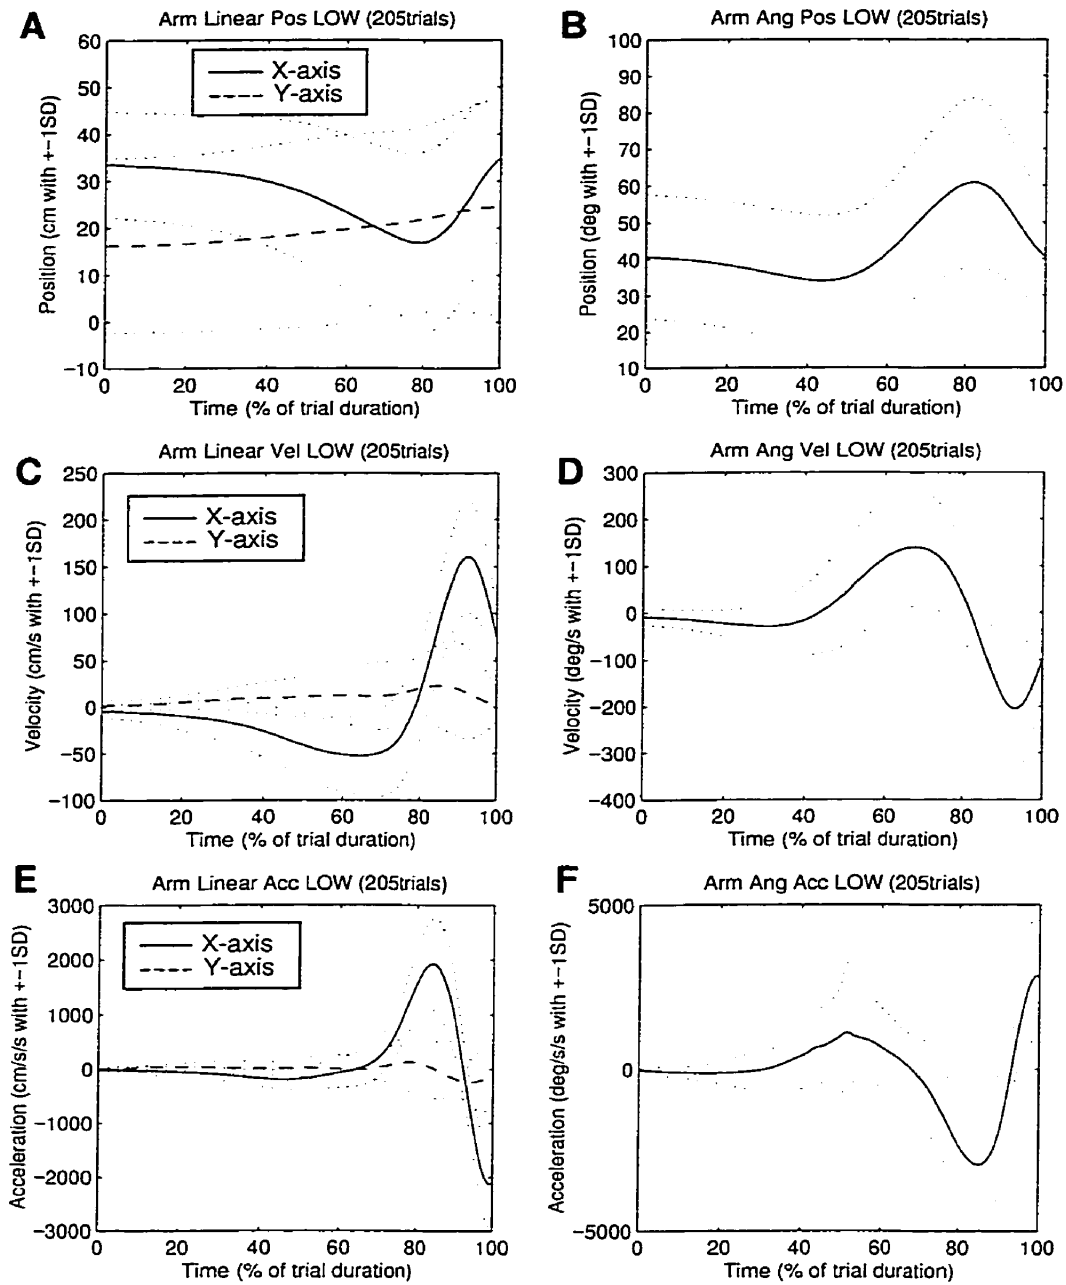 A
Arm Linear Pos LOW (205trials)
60
50
40
30
20
10
0
−10
X-axis
Y-axis
Position (cm with +−1SD)
0 20 40 60 80 100
Time (% of trial duration)
B
Arm Ang Pos LOW (205trials)
100
90
80
70
60
50
40
30
20
10
Position (deg with +−1SD)
0 20 40 60 80 100
Time (% of trial duration)
C
Arm Linear Vel LOW (205trials)
250
200
150
100
50
0
−50
−100
X-axis
Y-axis
Velocity (cm/s with +−1SD)
0 20 40 60 80 100
Time (% of trial duration)
D
Arm Ang Vel LOW (205trials)
300
200
100
0
−100
−200
−300
−400
Velocity (deg/s with +−1SD)
0 20 40 60 80 100
Time (% of trial duration)
E
Arm Linear Acc LOW (205trials)
3000
2000
1000
0
−1000
−2000
−3000
X-axis
Y-axis
Acceleration (cm/s/s with +−1SD)
0 20 40 60 80 100
Time (% of trial duration)
F
Arm Ang Acc LOW (205trials)
5000
0
−5000
Acceleration (deg/s/s with +−1SD)
0 20 40 60 80 100
Time (% of trial duration)